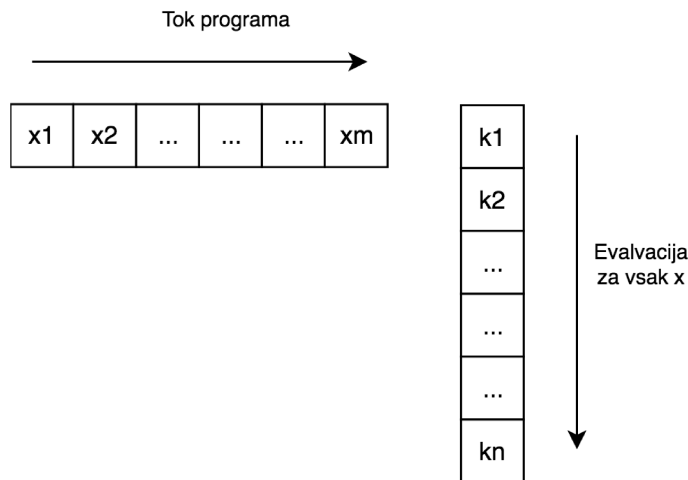 Tok programa
x1 x2 ... ... ... xm
k1
k2
...
...
...
kn
Evalvacija
za vsak x